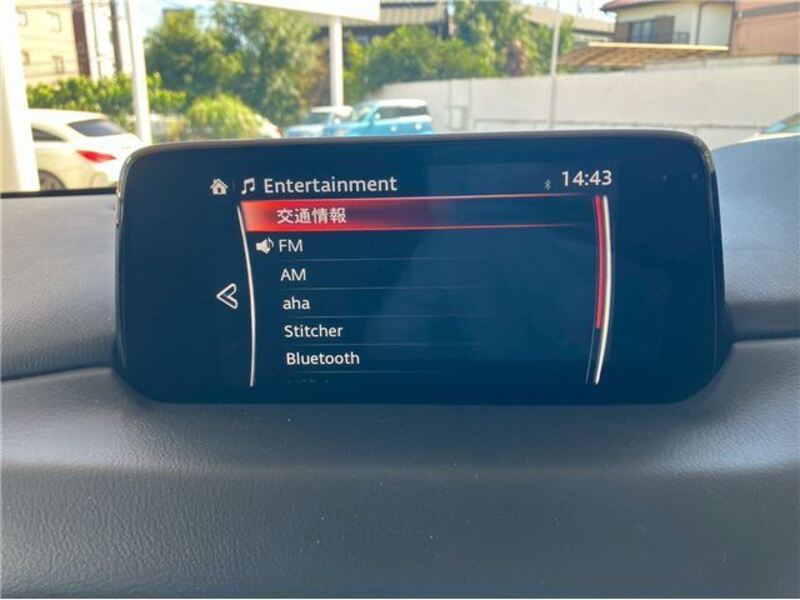 Entertainment 14:43
交通情報
FM
AM
aha
Stitcher
Bluetooth